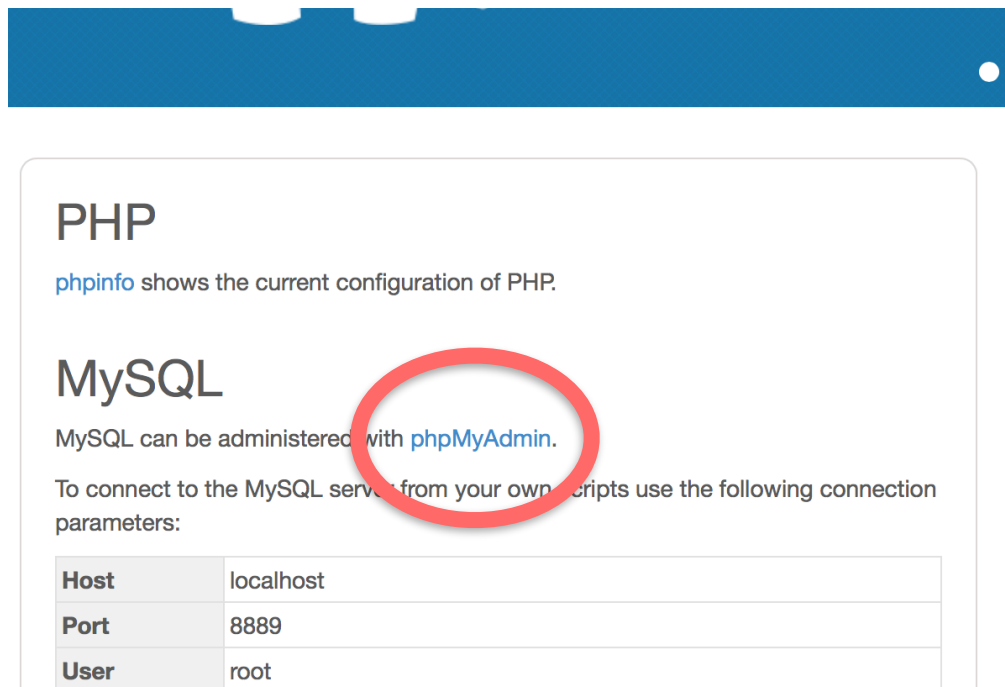 PHP
phpinfo shows the current configuration of PHP.
MySQL
MySQL can be administered with phpMyAdmin.
To connect to the MySQL server from your own scripts use the following connection
parameters:
Host localhost
Port 8889
User root